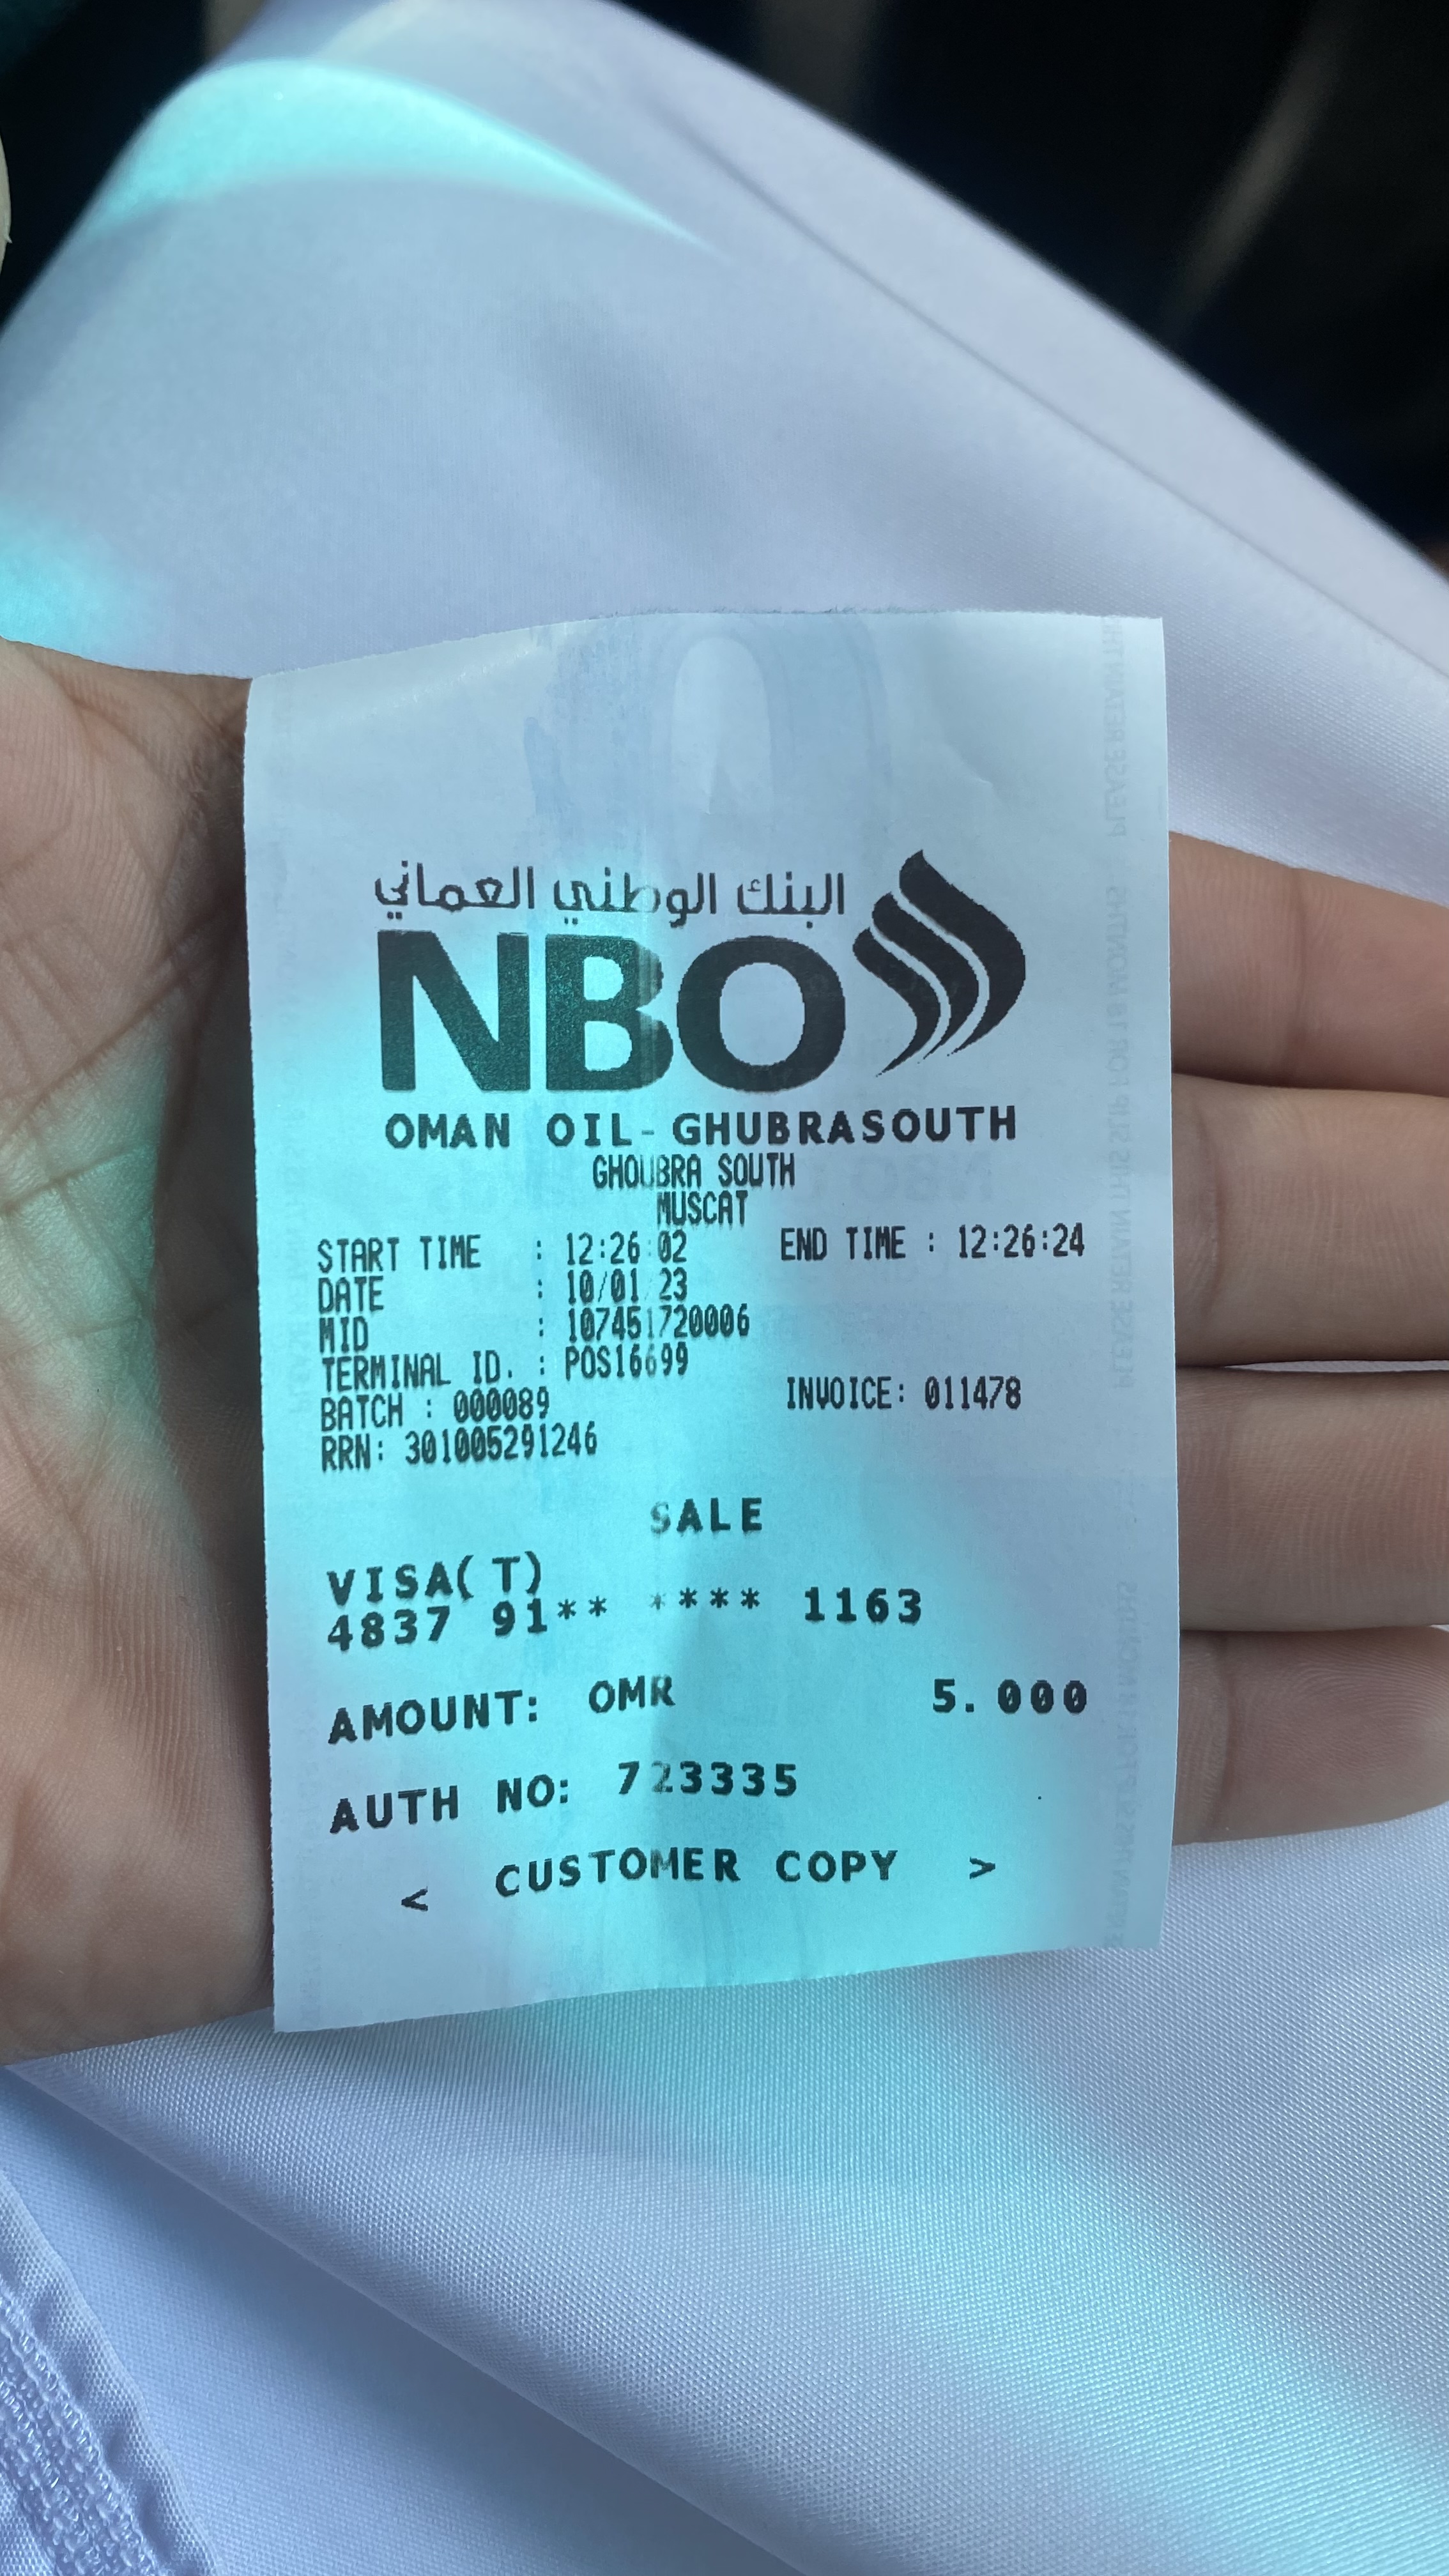 البنك الوطني العماني
NBO
OMAN OIL-GHUBRASOUTH
GHOUBRA SOUTH
MUSCAT
START TIME : 12:26:02 END TIME : 12:26:24
DATE : 10/01/23
MID : 107451720006
TERMINAL ID. : POS16699
BATCH : 000089 INVOICE: 011478
RRN: 301005291246
SALE
VISA(T)
4837 91** **** 1163
AMOUNT: OMR 5.000
AUTH NO: 723335
< CUSTOMER COPY >